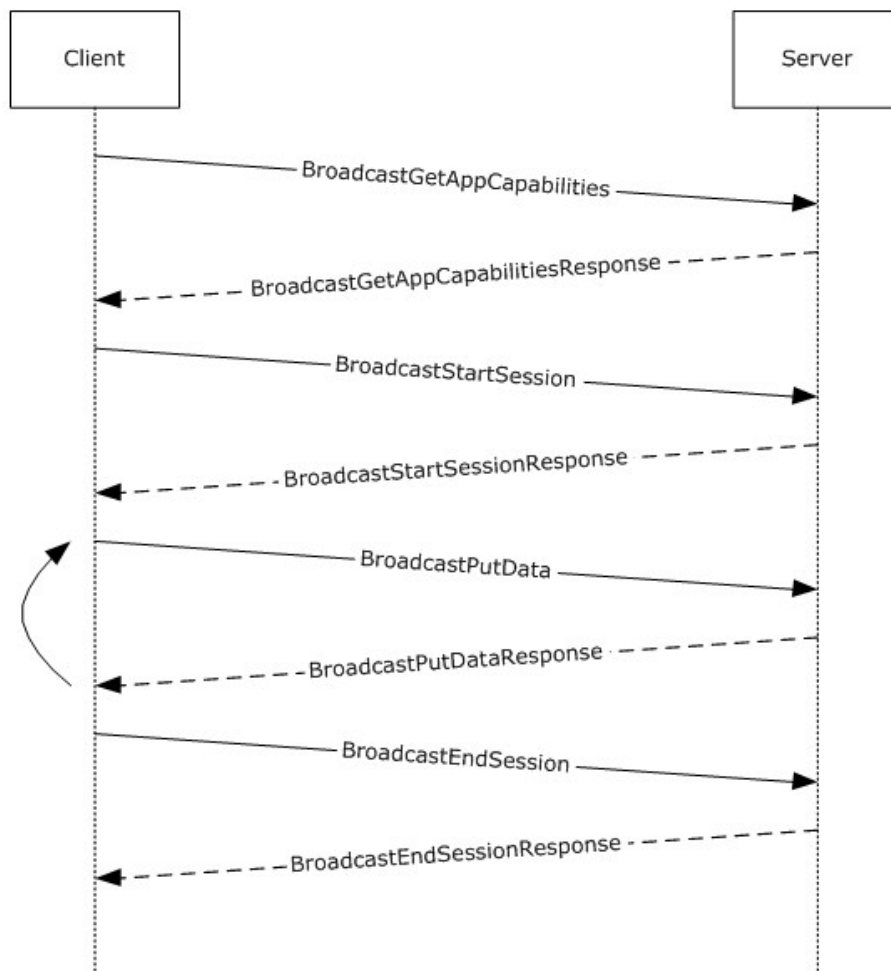 Client
Server
BroadcastGetAppCapabilities
BroadcastGetAppCapabilitiesResponse
BroadcastStartSession
BroadcastStartSessionResponse
BroadcastPutData
BroadcastPutDataResponse
BroadcastEndSession
BroadcastEndSessionResponse